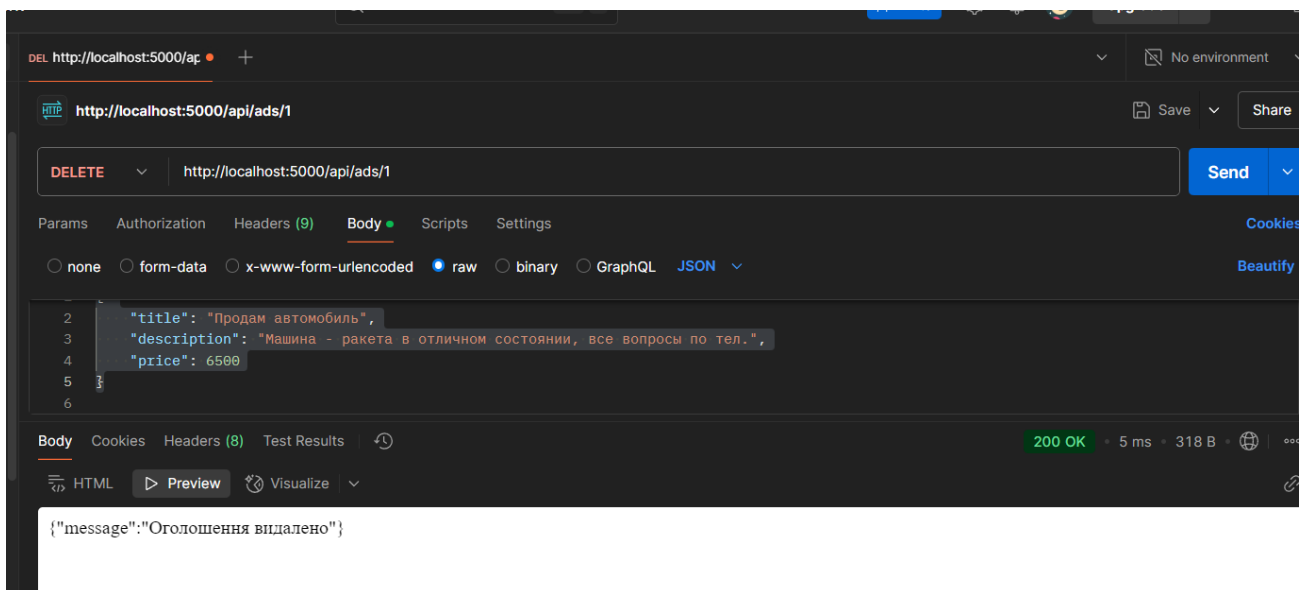 DEL http://localhost:5000/ap
No environment
HTTP http://localhost:5000/api/ads/1
Save
Share
DELETE http://localhost:5000/api/ads/1
Send
Params Authorization Headers (9) Body Scripts Settings
Cookies
none form-data x-www-form-urlencoded raw binary GraphQL JSON
Beautify
2 "title": "Продам автомобиль",
3 "description": "Машина - ракета в отличном состоянии, все вопросы по тел.",
4 "price": 6500
5 }
6
Body Cookies Headers (8) Test Results
200 OK • 5 ms • 318 B
HTML Preview Visualize
{"message":"Оголошення видалено"}